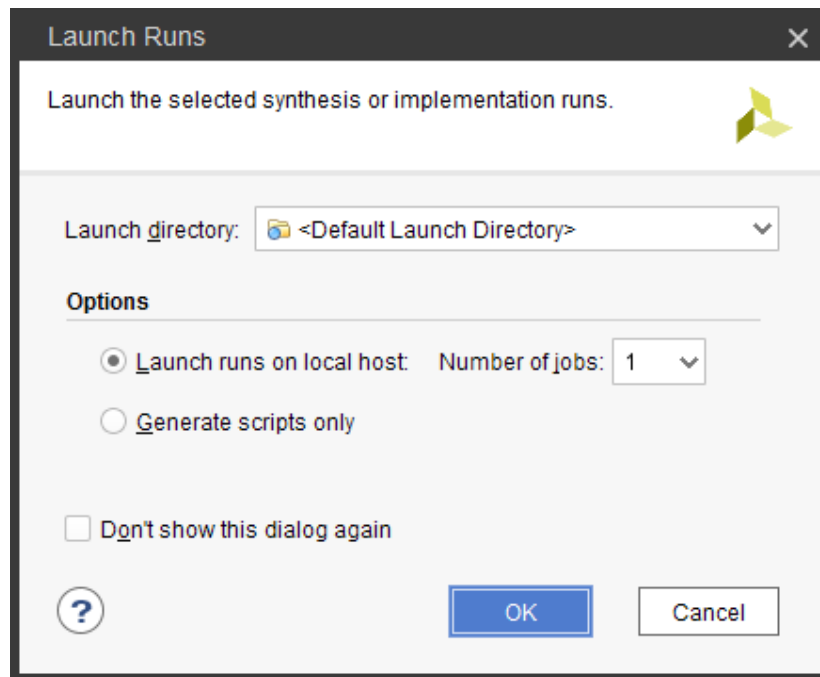 Launch Runs
Launch the selected synthesis or implementation runs.
Launch directory: <Default Launch Directory>
Options
Launch runs on local host: Number of jobs: 1
Generate scripts only
Don't show this dialog again
? OK Cancel